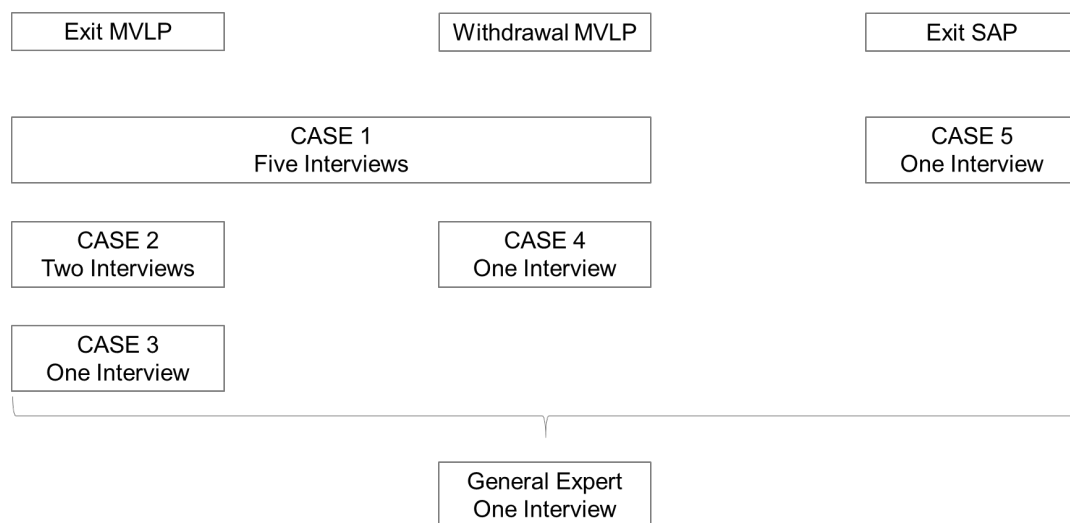 Exit MVLP
Withdrawal MVLP
Exit SAP
CASE 1
Five Interviews
CASE 5
One Interview
CASE 2
Two Interviews
CASE 4
One Interview
CASE 3
One Interview
General Expert
One Interview